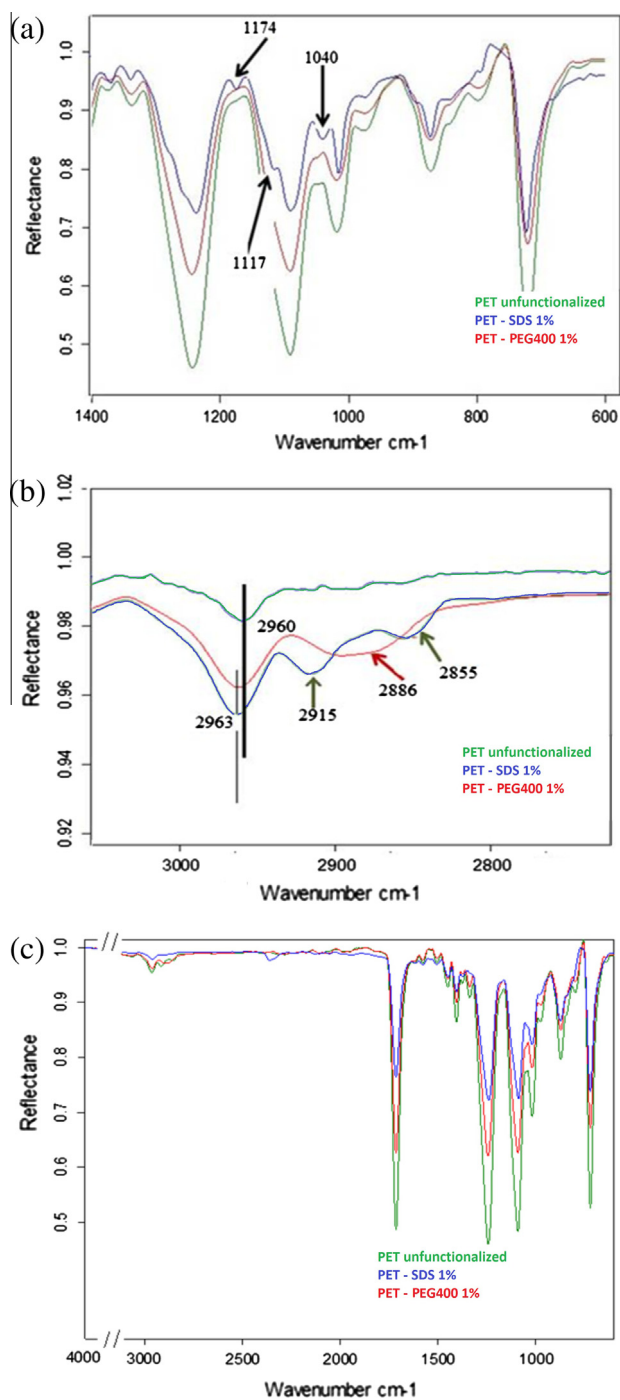 (a)
1174
1040
1117
Reflectance
1.0
0.9
0.8
0.7
0.6
0.5
PET unfunctionalized
PET - SDS 1%
PET - PEG400 1%
1400
1200
1000
800
600
Wavenumber cm-1
(b)
Reflectance
1.02
1.00
0.98
0.96
0.94
0.92
2960
2963
2915
2886
2855
PET unfunctionalized
PET - SDS 1%
PET - PEG400 1%
3000
2900
2800
Wavenumber cm-1
(c)
//
Reflectance
1.0
0.9
0.8
0.7
0.6
0.5
PET unfunctionalized
PET - SDS 1%
PET - PEG400 1%
//
4000
3000
2500
2000
1500
1000
Wavenumber cm-1